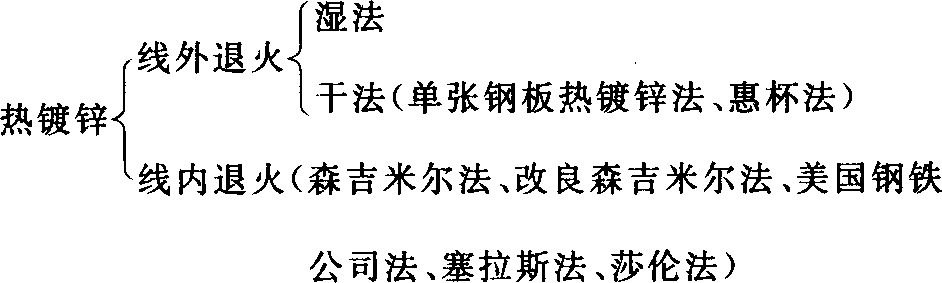 湿法
线外退火
干法(单张钢板热镀锌法、惠杯法)
热镀锌
线内退火(森吉米尔法、改良森吉米尔法、美国钢铁
公司法、塞拉斯法、莎伦法)